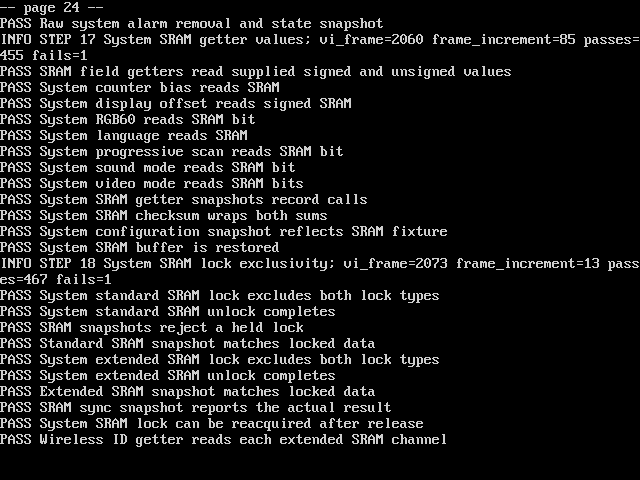 -- page 24 --
PASS Raw system alarm removal and state snapshot
INFO STEP 17 System SRAM getter values; vi_frame=2060 frame_increment=85 passes=
455 fails=1
PASS SRAM field getters read supplied signed and unsigned values
PASS System counter bias reads SRAM
PASS System display offset reads signed SRAM
PASS System RGB60 reads SRAM bit
PASS System language reads SRAM
PASS System progressive scan reads SRAM bit
PASS System sound mode reads SRAM bit
PASS System video mode reads SRAM bits
PASS System SRAM getter snapshots record calls
PASS System SRAM checksum wraps both sums
PASS System configuration snapshot reflects SRAM fixture
PASS System SRAM buffer is restored
INFO STEP 18 System SRAM lock exclusivity; vi_frame=2073 frame_increment=13 pass
es=467 fails=1
PASS System standard SRAM lock excludes both lock types
PASS System standard SRAM unlock completes
PASS SRAM snapshots reject a held lock
PASS Standard SRAM snapshot matches locked data
PASS System extended SRAM lock excludes both lock types
PASS System extended SRAM unlock completes
PASS Extended SRAM snapshot matches locked data
PASS SRAM sync snapshot reports the actual result
PASS System SRAM lock can be reacquired after release
PASS Wireless ID getter reads each extended SRAM channel